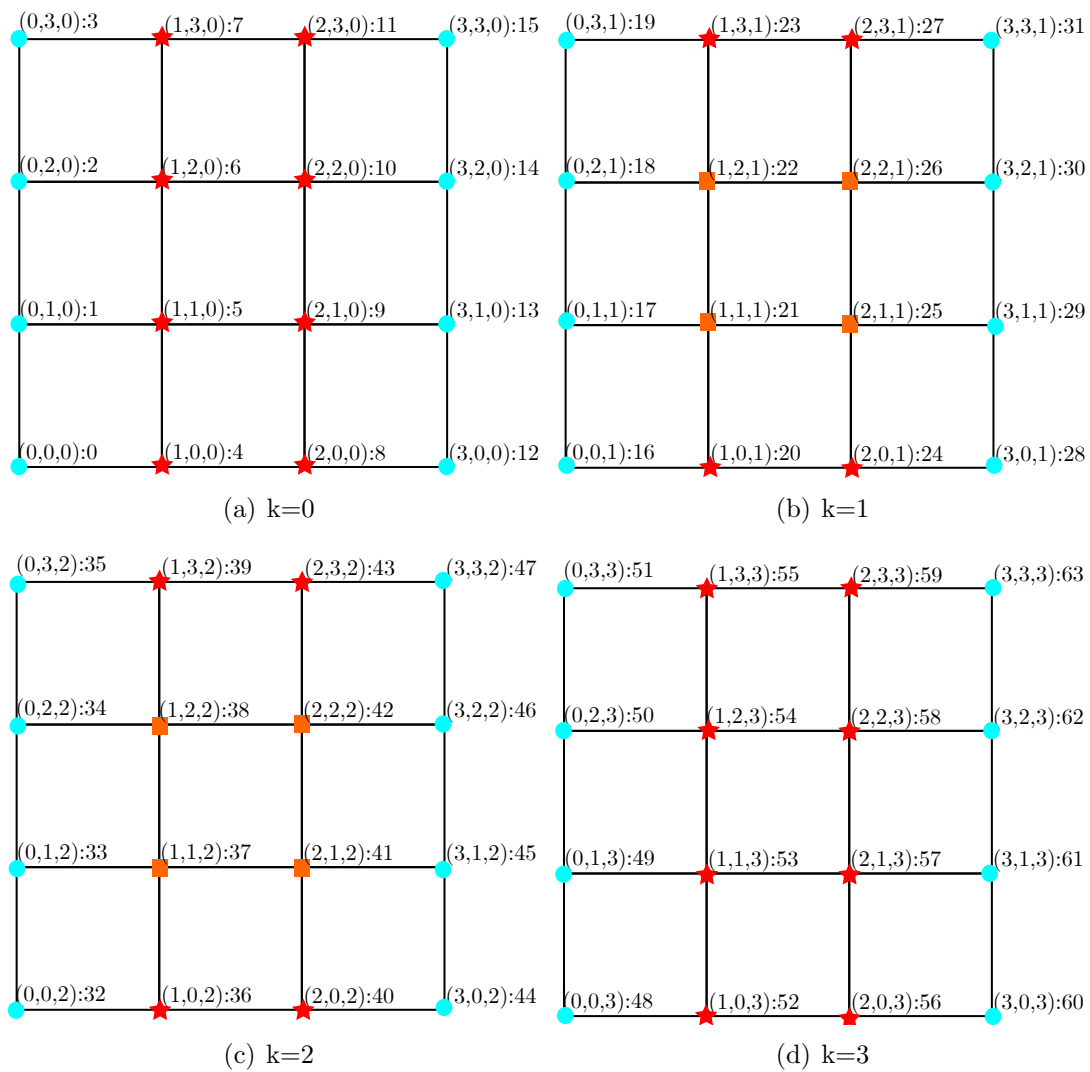 (0,3,0):3 (1,3,0):7 (2,3,0):11 (3,3,0):15
(0,2,0):2 (1,2,0):6 (2,2,0):10 (3,2,0):14
(0,1,0):1 (1,1,0):5 (2,1,0):9 (3,1,0):13
(0,0,0):0 (1,0,0):4 (2,0,0):8 (3,0,0):12
(a) k=0
(0,3,1):19 (1,3,1):23 (2,3,1):27 (3,3,1):31
(0,2,1):18 (1,2,1):22 (2,2,1):26 (3,2,1):30
(0,1,1):17 (1,1,1):21 (2,1,1):25 (3,1,1):29
(0,0,1):16 (1,0,1):20 (2,0,1):24 (3,0,1):28
(b) k=1
(0,3,2):35 (1,3,2):39 (2,3,2):43 (3,3,2):47
(0,2,2):34 (1,2,2):38 (2,2,2):42 (3,2,2):46
(0,1,2):33 (1,1,2):37 (2,1,2):41 (3,1,2):45
(0,0,2):32 (1,0,2):36 (2,0,2):40 (3,0,2):44
(c) k=2
(0,3,3):51 (1,3,3):55 (2,3,3):59 (3,3,3):63
(0,2,3):50 (1,2,3):54 (2,2,3):58 (3,2,3):62
(0,1,3):49 (1,1,3):53 (2,1,3):57 (3,1,3):61
(0,0,3):48 (1,0,3):52 (2,0,3):56 (3,0,3):60
(d) k=3